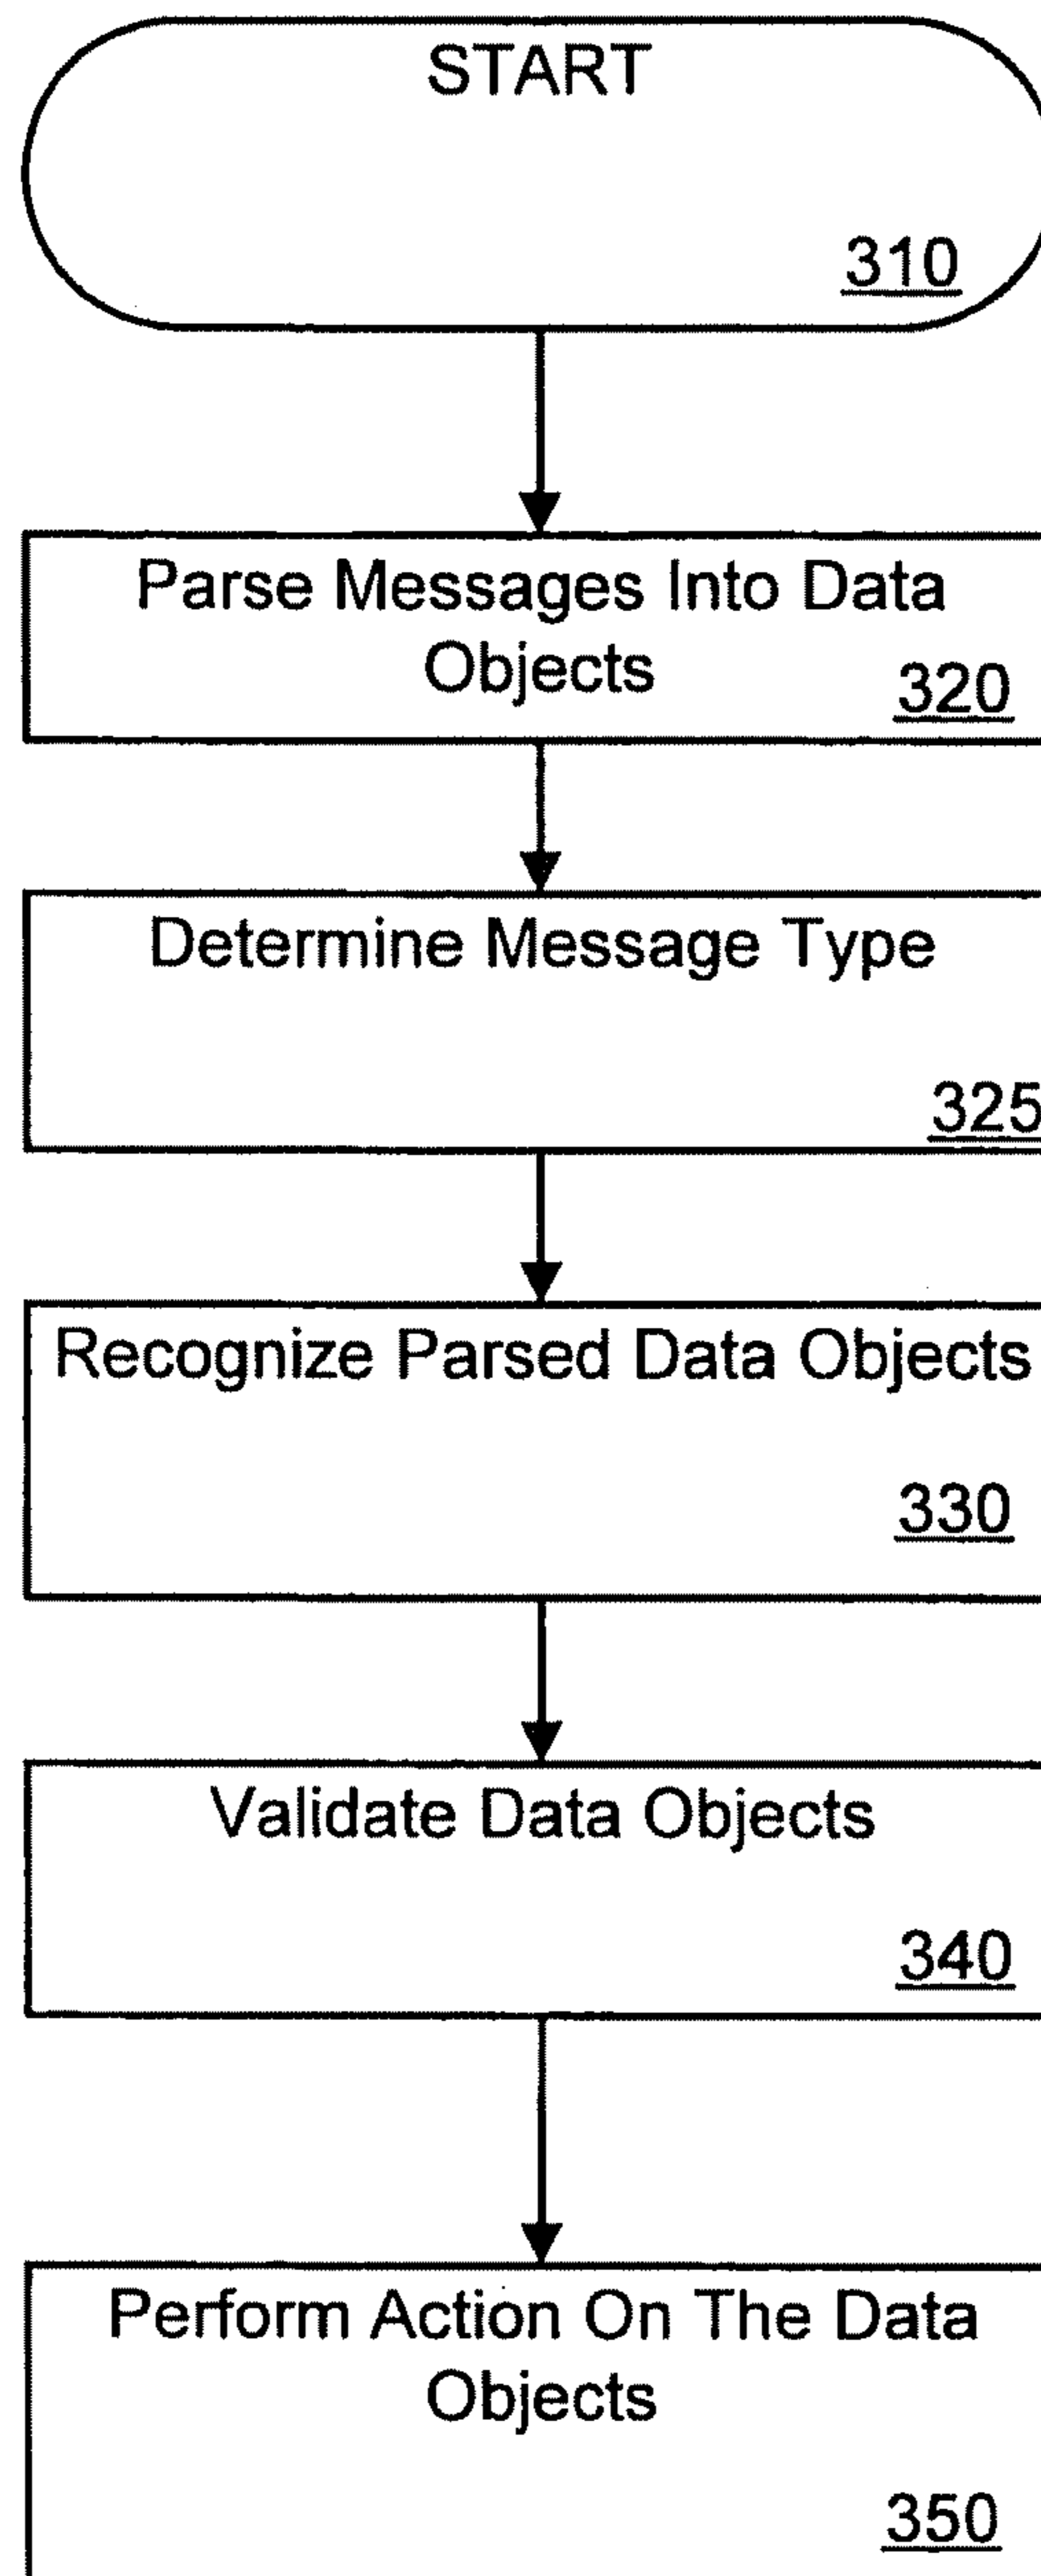 START
310
Parse Messages Into Data
Objects
320
Determine Message Type
325
Recognize Parsed Data Objects
330
Validate Data Objects
340
Perform Action On The Data
Objects
350